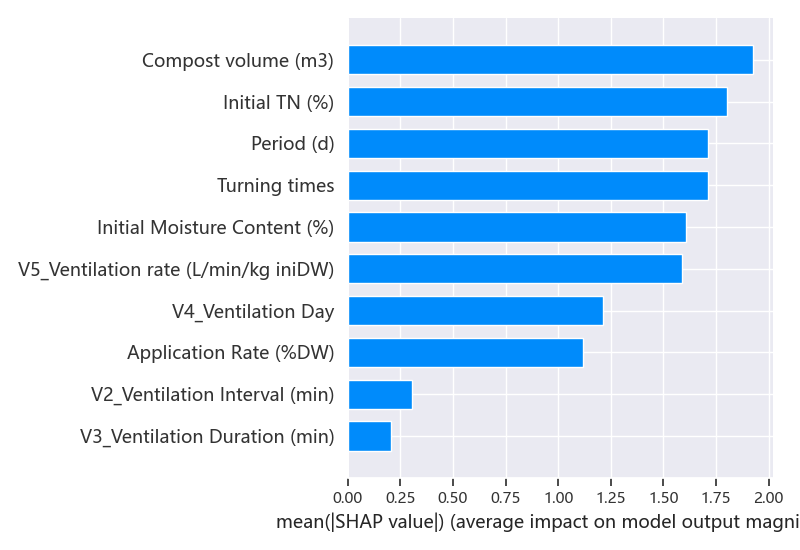 Compost volume (m3)
Initial TN (%)
Period (d)
Turning times
Initial Moisture Content (%)
V5_Ventilation rate (L/min/kg iniDW)
V4_Ventilation Day
Application Rate (%DW)
V2_Ventilation Interval (min)
V3_Ventilation Duration (min)
0.00 0.25 0.50 0.75 1.00 1.25 1.50 1.75 2.00
mean(|SHAP value|) (average impact on model output magni